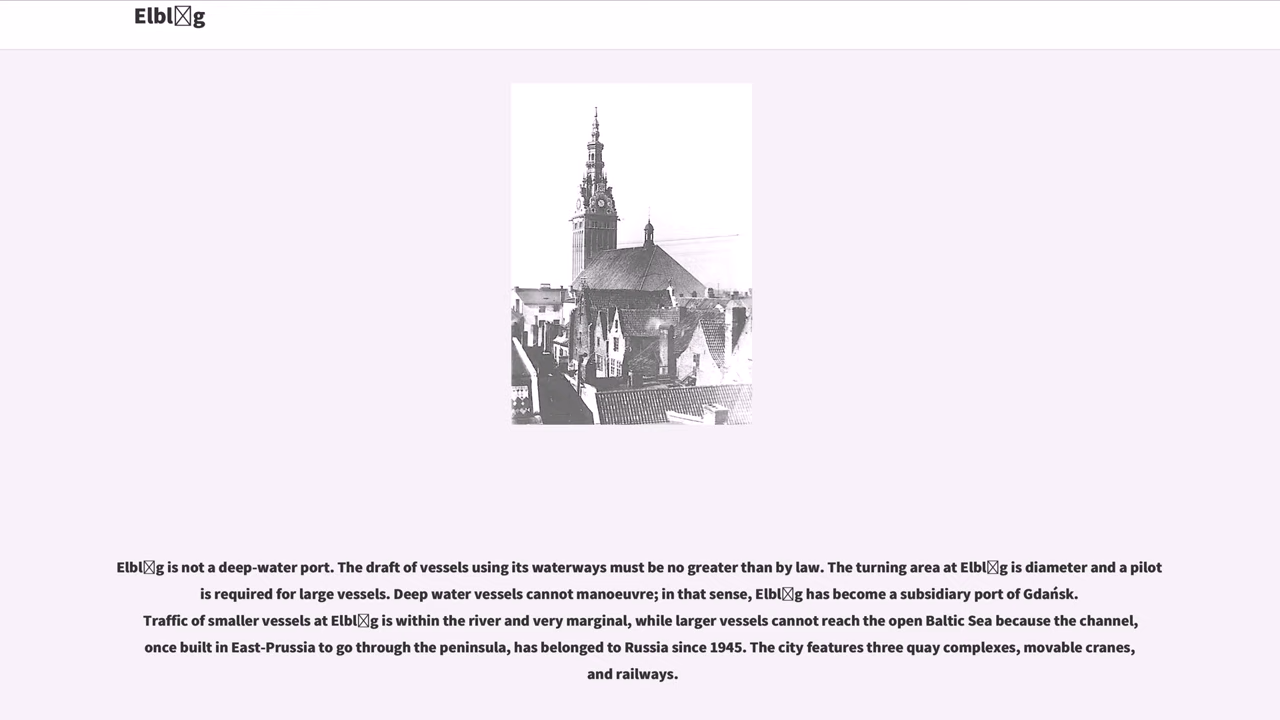 Elbl□g
Elbl□g is not a deep-water port. The draft of vessels using its waterways must be no greater than by law. The turning area at Elbl□g is diameter and a pilot
is required for large vessels. Deep water vessels cannot manoeuvre; in that sense, Elbl□g has become a subsidiary port of Gdańsk.
Traffic of smaller vessels at Elbl□g is within the river and very marginal, while larger vessels cannot reach the open Baltic Sea because the channel,
once built in East-Prussia to go through the peninsula, has belonged to Russia since 1945. The city features three quay complexes, movable cranes,
and railways.